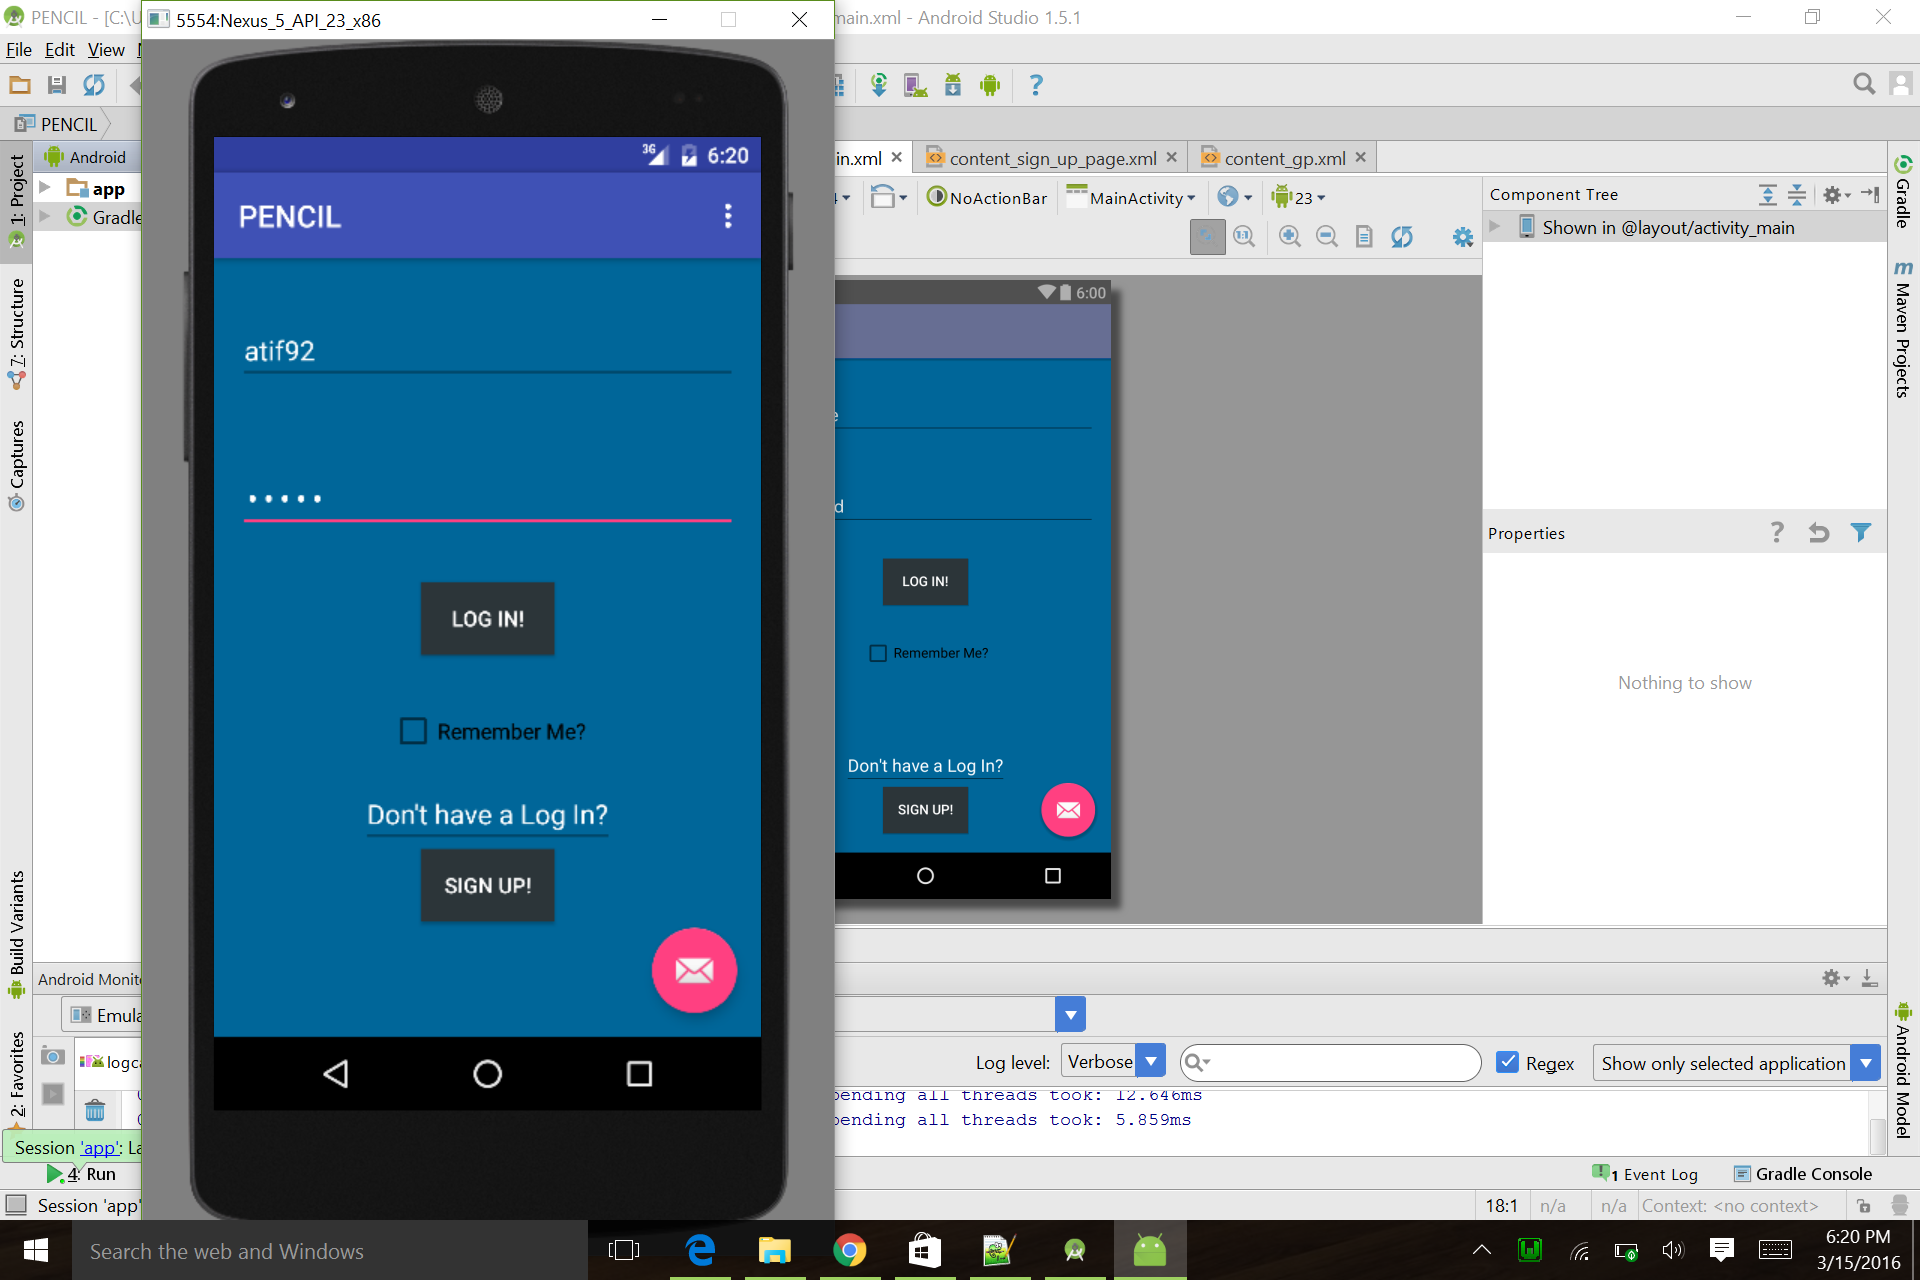 PENCIL - [C:\U
5554:Nexus_5_API_23_x86
main.xml - Android Studio 1.5.1
File Edit View
PENCIL
Android
in.xml
content_sign_up_page.xml
content_gp.xml
app
Gradle
NoActionBar
MainActivity
23
Component Tree
Shown in @layout/activity_main
Properties
Nothing to show
1: Project
7: Structure
Captures
Build Variants
2: Favorites
Gradle
m Maven Projects
Android Model
3G 6:20
PENCIL
atif92
LOG IN!
Remember Me?
Don't have a Log In?
SIGN UP!
6:00
e
d
LOG IN!
Remember Me?
Don't have a Log In?
SIGN UP!
Android Monit
Emula
logca
Log level: Verbose
Regex
Show only selected application
pending all threads took: 12.646ms
pending all threads took: 5.859ms
Session 'app': La
4: Run
1 Event Log
Gradle Console
Session 'app'
18:1 n/a n/a Context: <no context>
Search the web and Windows
6:20 PM
3/15/2016